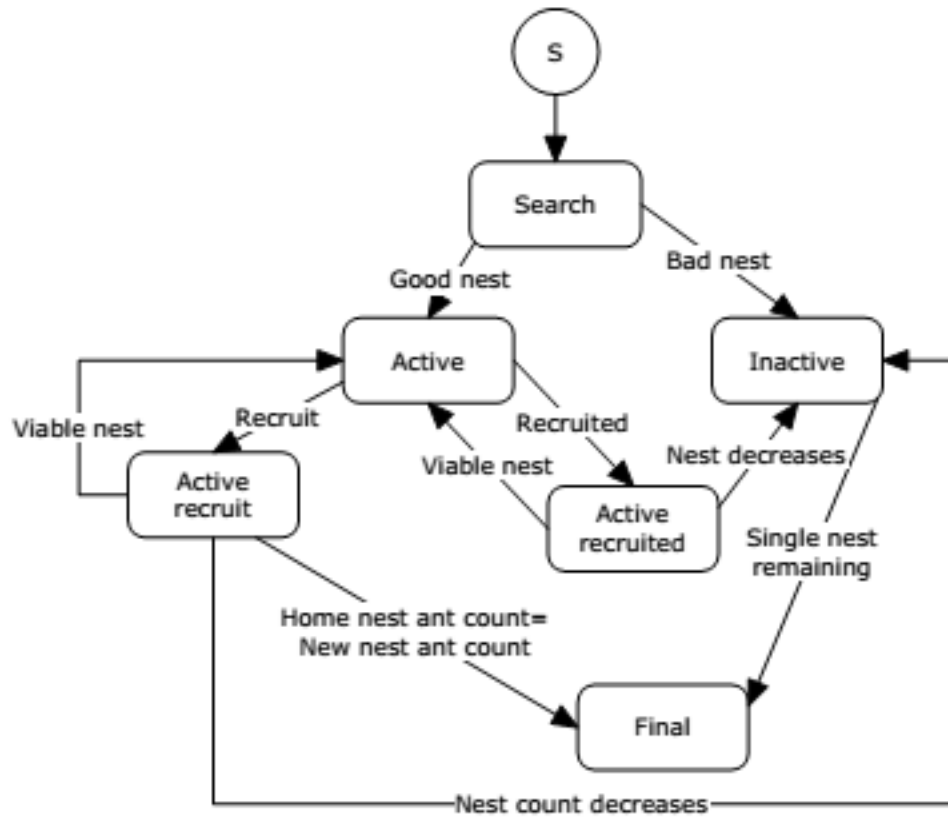 S
Search
Good nest
Bad nest
Active
Inactive
Viable nest
Recruit
Recruited
Viable nest
Nest decreases
Active
recruit
Active
recruited
Single nest
remaining
Home nest ant count=
New nest ant count
Final
Nest count decreases